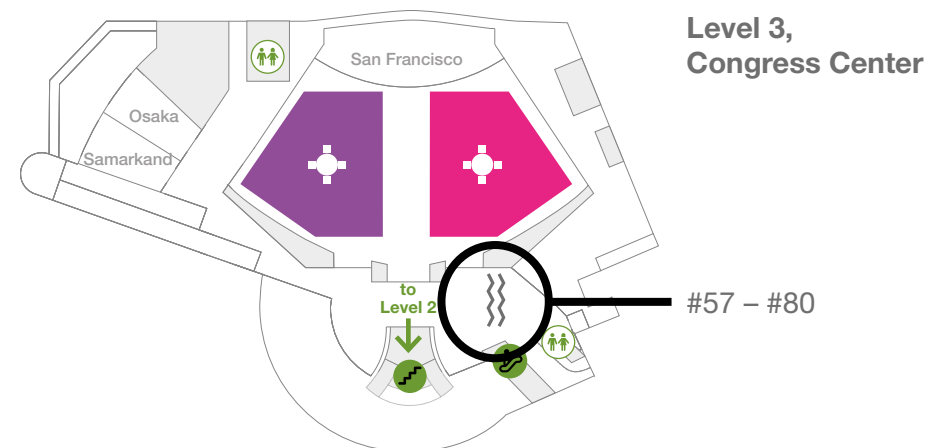 Level 3,
Congress Center
San Francisco
Osaka
Samarkand
to
Level 2
#57 – #80